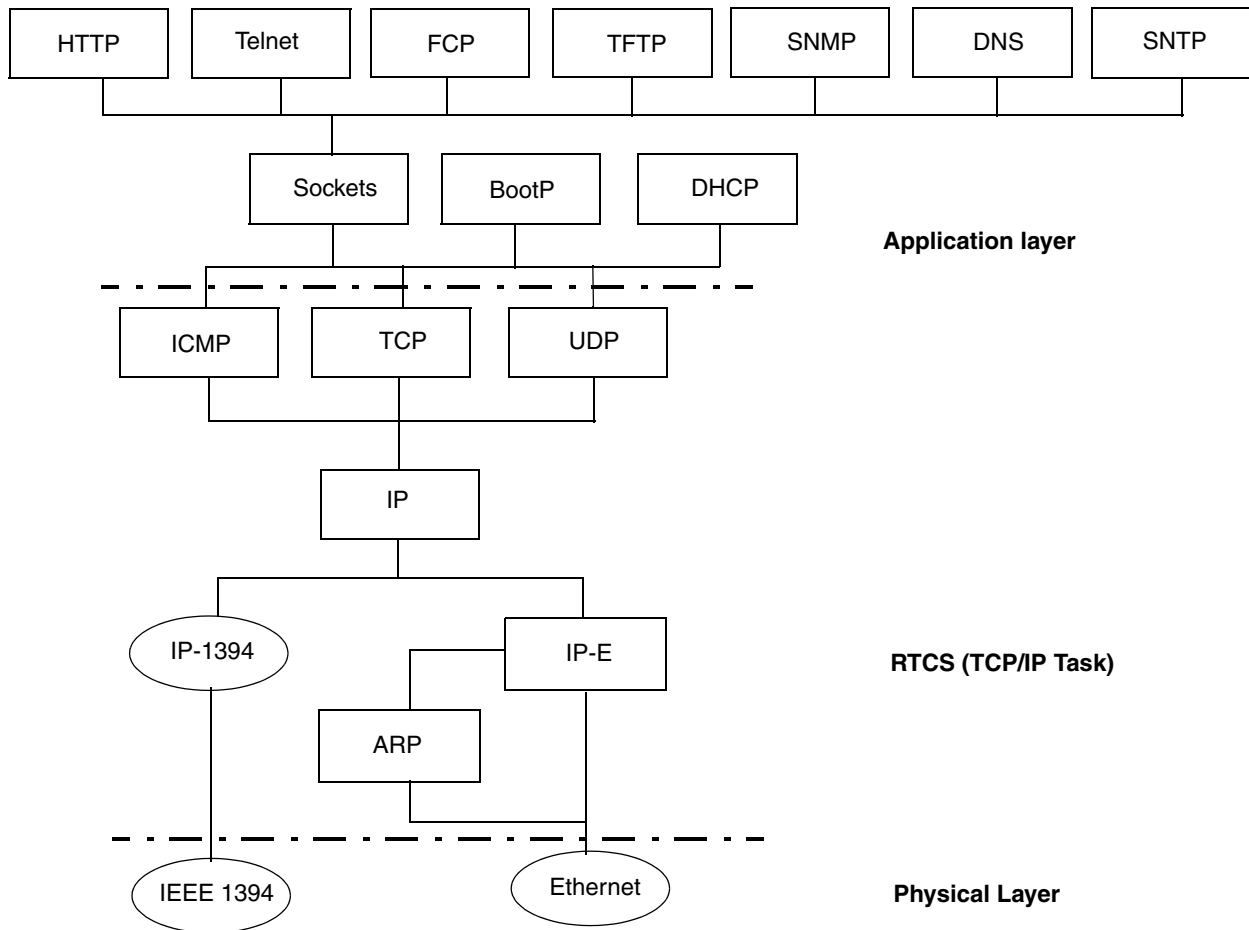 HTTP
Telnet
FCP
TFTP
SNMP
DNS
SNTP
Sockets
BootP
DHCP
Application layer
ICMP
TCP
UDP
IP
IP-1394
IP-E
RTCS (TCP/IP Task)
ARP
IEEE 1394
Ethernet
Physical Layer